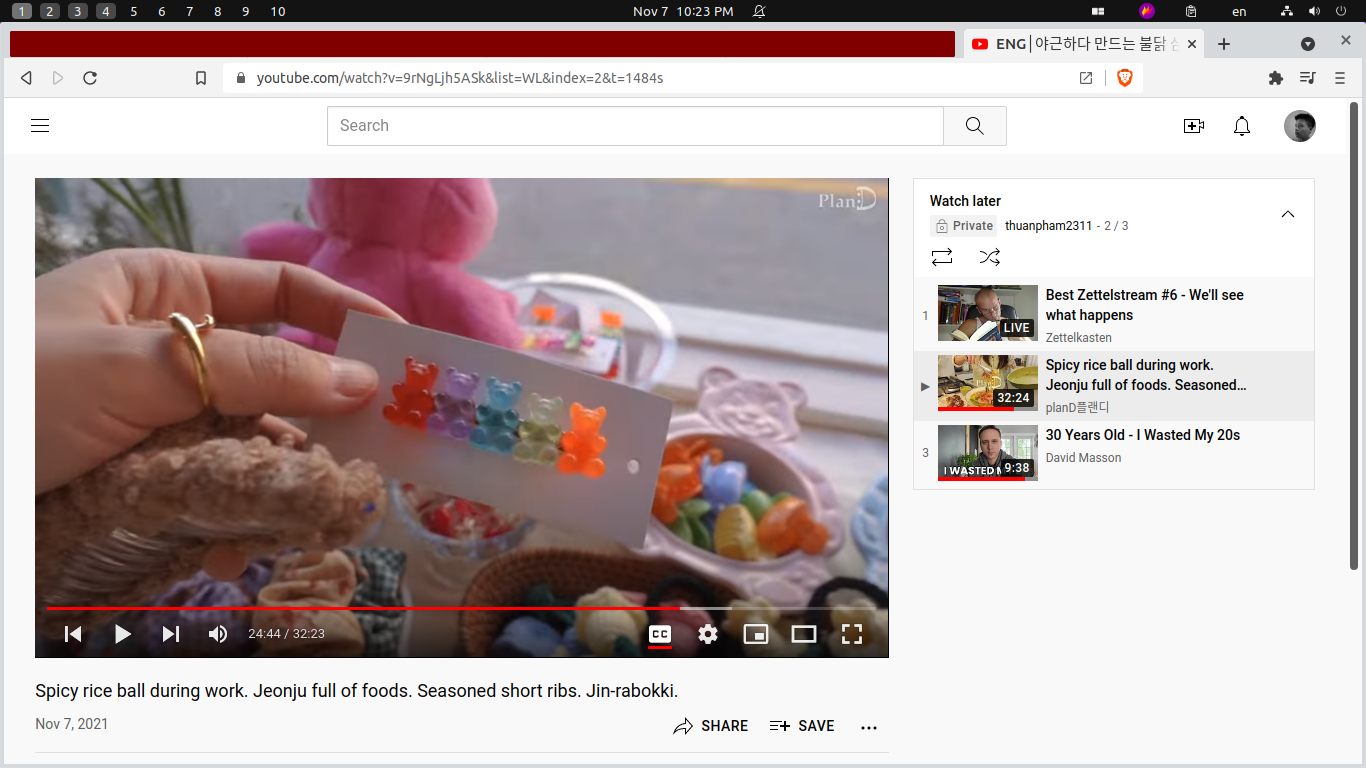 1 2 3 4 5 6 7 8 9 10 Nov 7 10:23 PM en
ENG│야근하다 만드는 불닭
youtube.com/watch?v=9rNgLjh5ASk&list=WL&index=2&t=1484s
Search
Plan:D
24:44 / 32:23
CC
Spicy rice ball during work. Jeonju full of foods. Seasoned short ribs. Jin-rabokki.
Nov 7, 2021
SHARE SAVE
Watch later
Private thuanpham2311 - 2 / 3
1
LIVE
Best Zettelstream #6 - We'll see
what happens
Zettelkasten
32:24
Spicy rice ball during work.
Jeonju full of foods. Seasoned...
planD플랜디
3
I WASTED
9:38
30 Years Old - I Wasted My 20s
David Masson